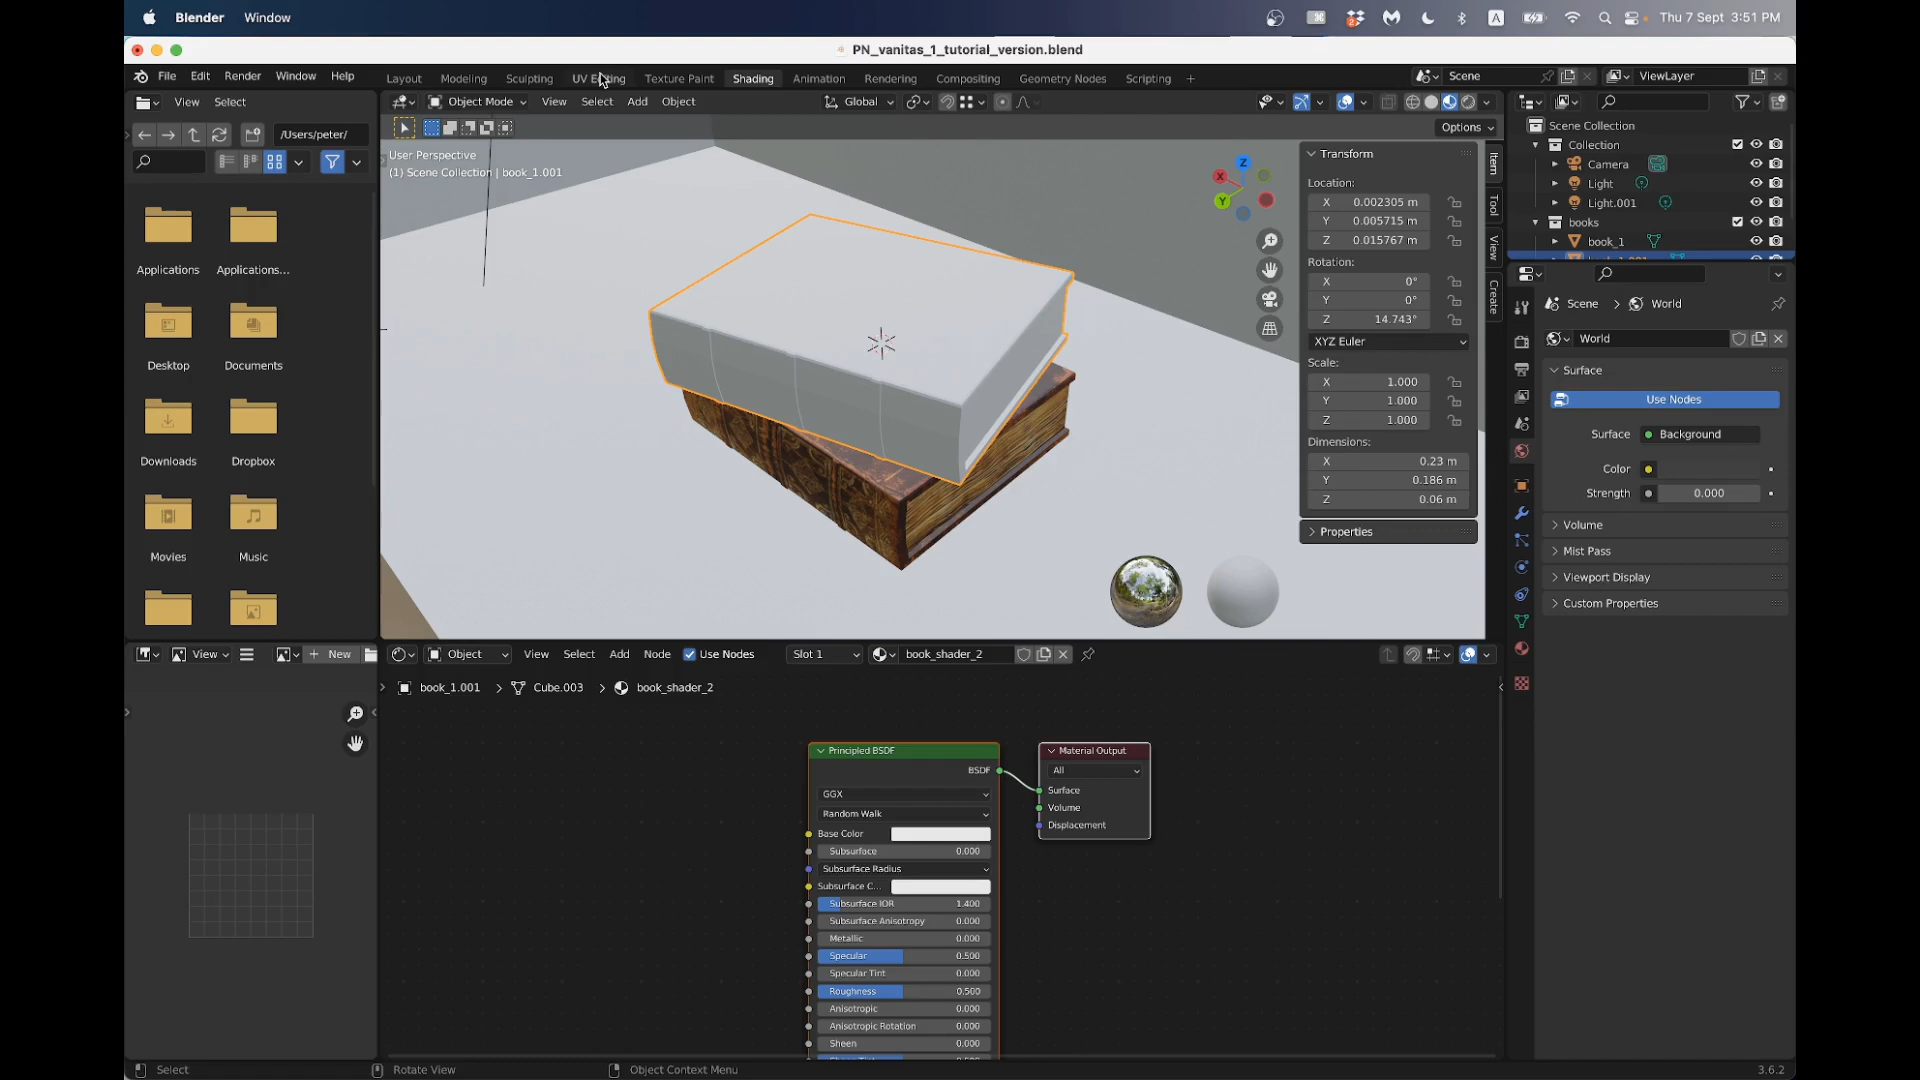 Blender Window
Thu 7 Sept 3:51 PM
PN_vanitas_1_tutorial_version.blend
File Edit Render Window Help
Layout Modeling Sculpting UV Editing Texture Paint Shading Animation Rendering Compositing Geometry Nodes Scripting +
Scene
ViewLayer
View Select
Object Mode View Select Add Object
Global
/Users/peter/
Options
User Perspective
(1) Scene Collection | book_1.001
Applications
Applications...
Desktop
Documents
Downloads
Dropbox
Movies
Music
X
Y
Z
Transform
Location:
X 0.002305 m
Y 0.005715 m
Z 0.015767 m
Rotation:
X 0°
Y 0°
Z 14.743°
XYZ Euler
Scale:
X 1.000
Y 1.000
Z 1.000
Dimensions:
X 0.23 m
Y 0.186 m
Z 0.06 m
Properties
Item
Tool
View
Create
Scene Collection
Collection
Camera
Light
Light.001
books
book_1
Scene > World
World
Surface
Use Nodes
Surface Background
Color
Strength 0.000
Volume
Mist Pass
Viewport Display
Custom Properties
View
+ New
Object View Select Add Node Use Nodes Slot 1 book_shader_2
book_1.001 > Cube.003 > book_shader_2
Principled BSDF
BSDF
GGX
Random Walk
Base Color
Subsurface 0.000
Subsurface Radius
Subsurface C...
Subsurface IOR 1.400
Subsurface Anisotropy 0.000
Metallic 0.000
Specular 0.500
Specular Tint 0.000
Roughness 0.500
Anisotropic 0.000
Anisotropic Rotation 0.000
Sheen 0.000
Material Output
All
Surface
Volume
Displacement
Select
Rotate View
Object Context Menu
3.6.2